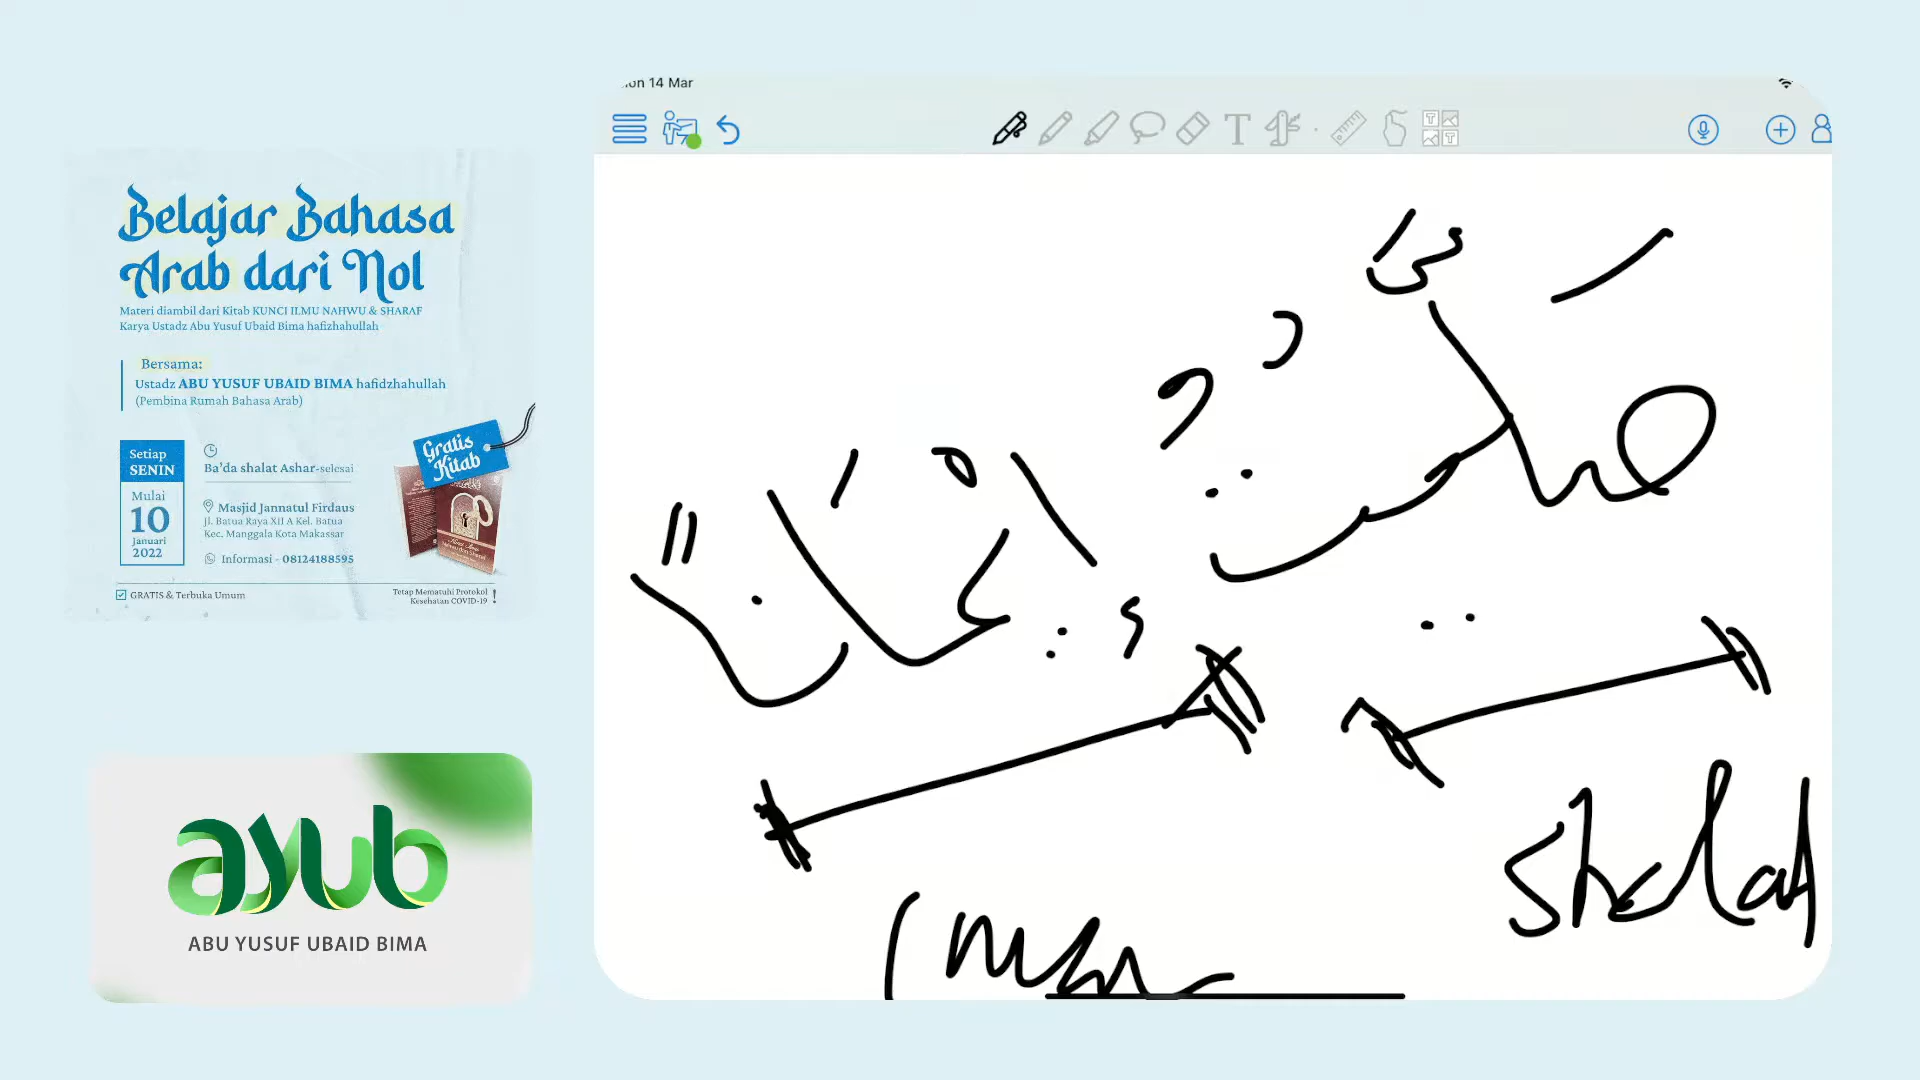 on 14 Mar
Belajar Bahasa
Arab dari Nol
Materi diambil dari Kitab KUNCI ILMU NAHWU & SHARAF
Karya Ustadz Abu Yusuf Ubaid Bima hafizhahullah
Bersama:
Ustadz ABU YUSUF UBAID BIMA hafidzhahullah
(Pembina Rumah Bahasa Arab)
Setiap
SENIN
Mulai
10
Januari
2022
Ba'da shalat Ashar-selesai
Masjid Jannatul Firdaus
Jl. Batua Raya XII A Kel. Batua
Kec. Manggala Kota Makassar
Informasi - 08124188595
Gratis
Kitab
GRATIS & Terbuka Umum
Tetap Mematuhi Protokol
Kesehatan COVID-19 !
ayub
ABU YUSUF UBAID BIMA
صَلَّيْتُ إِيْمَانًا